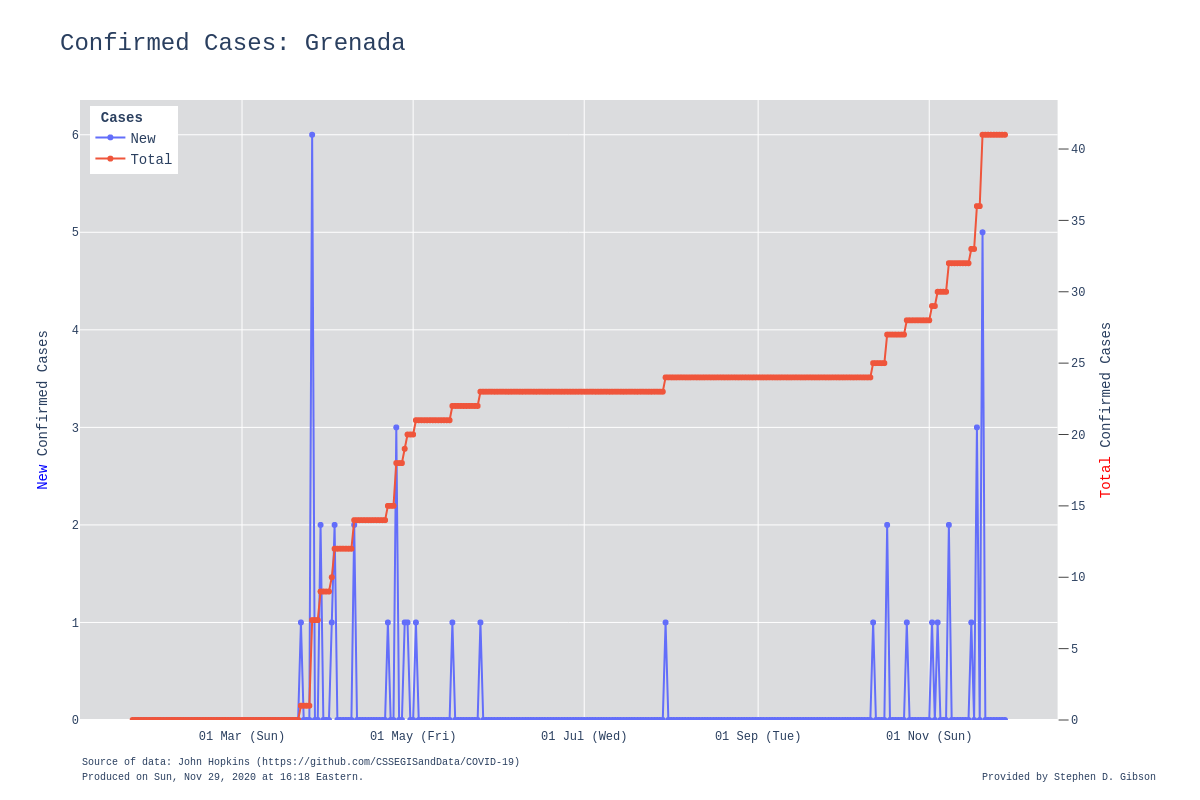 Confirmed Cases: Grenada
Cases
New
Total
6
5
4
3
2
1
0
New Confirmed Cases
40
35
30
25
20
15
10
5
0
Total Confirmed Cases
01 Mar (Sun)
01 May (Fri)
01 Jul (Wed)
01 Sep (Tue)
01 Nov (Sun)
Source of data: John Hopkins (https://github.com/CSSEGISandData/COVID-19)
Produced on Sun, Nov 29, 2020 at 16:18 Eastern.
Provided by Stephen D. Gibson